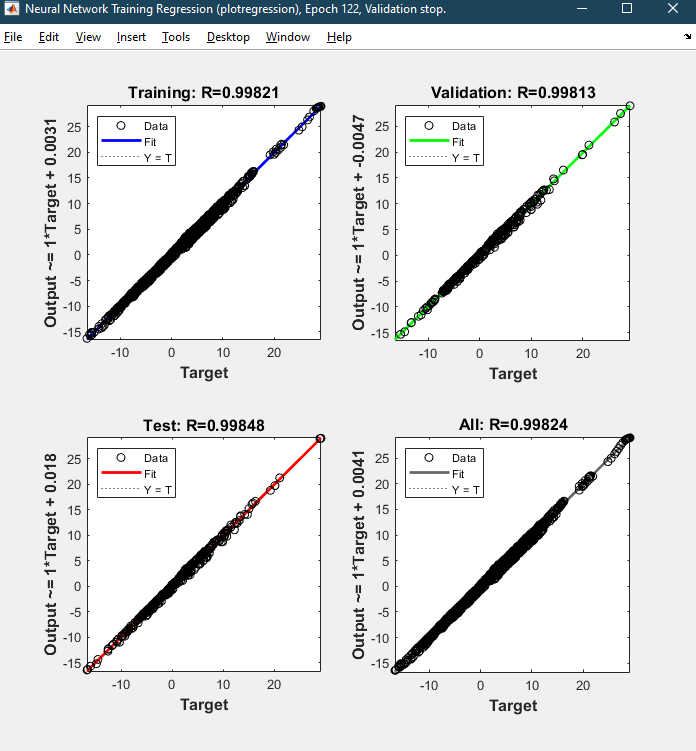 Neural Network Training Regression (plotregression), Epoch 122, Validation stop.
File Edit View Insert Tools Desktop Window Help
Training: R=0.99821
Output ~= 1*Target + 0.0031
25
20
15
10
5
0
-5
-10
-15
Data
Fit
Y = T
-10 0 10 20
Target
Validation: R=0.99813
Output ~= 1*Target + -0.0047
25
20
15
10
5
0
-5
-10
-15
Data
Fit
Y = T
-10 0 10 20
Target
Test: R=0.99848
Output ~= 1*Target + 0.018
25
20
15
10
5
0
-5
-10
-15
Data
Fit
Y = T
-10 0 10 20
Target
All: R=0.99824
Output ~= 1*Target + 0.0041
25
20
15
10
5
0
-5
-10
-15
Data
Fit
Y = T
-10 0 10 20
Target